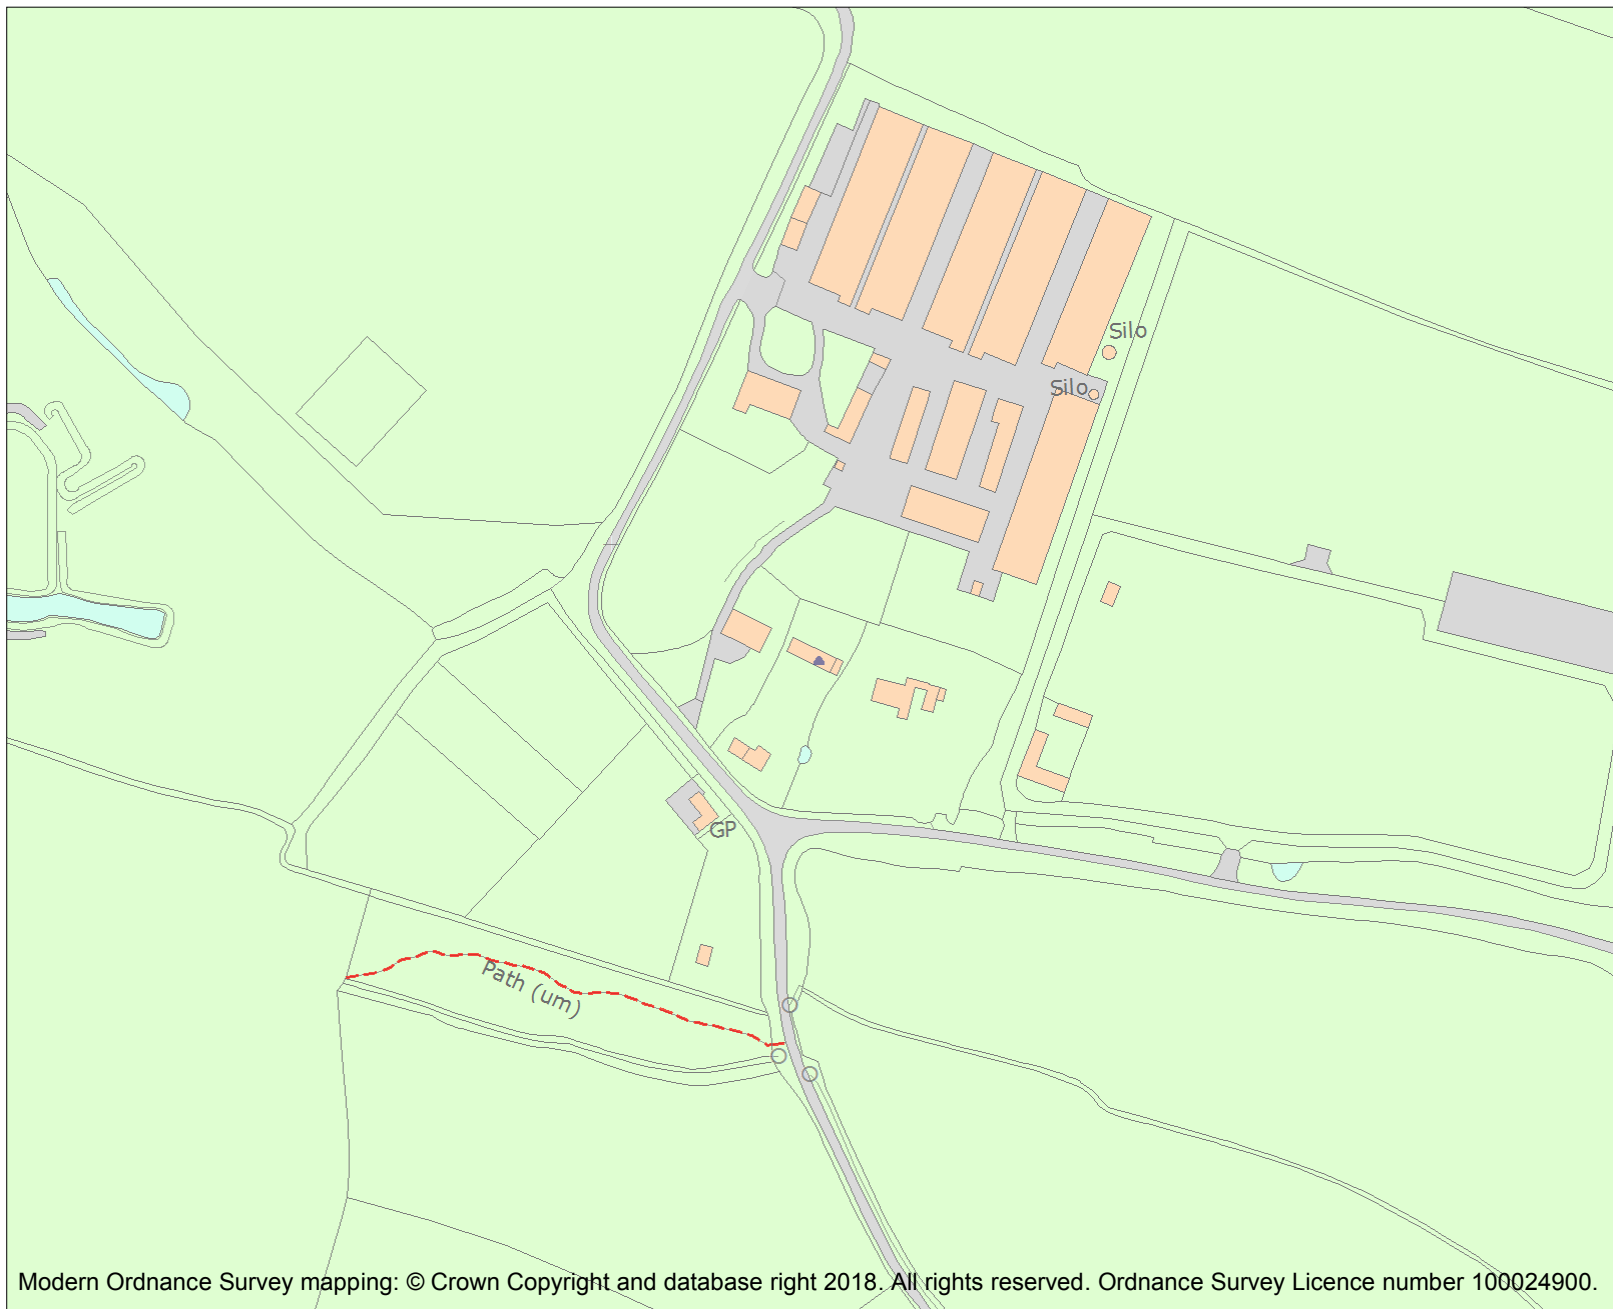 Silo
Silo
GP
Path (um)
Modern Ordnance Survey mapping: © Crown Copyright and database right 2018. All rights reserved. Ordnance Survey Licence number 100024900.